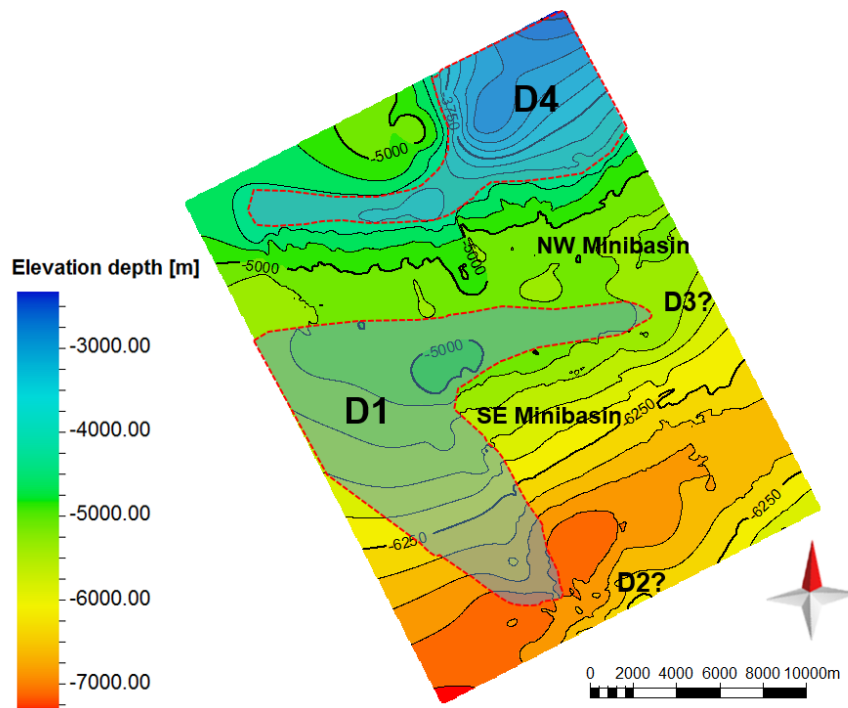 D4
-3750
-5000
NW Minibasin
-5000
-5000
Elevation depth [m]
D3?
-3000.00
-5000
-4000.00
D1
SE Minibasin
-6250
-5000.00
-6250
-6250
-6000.00
D2?
-7000.00
0 2000 4000 6000 8000 10000m